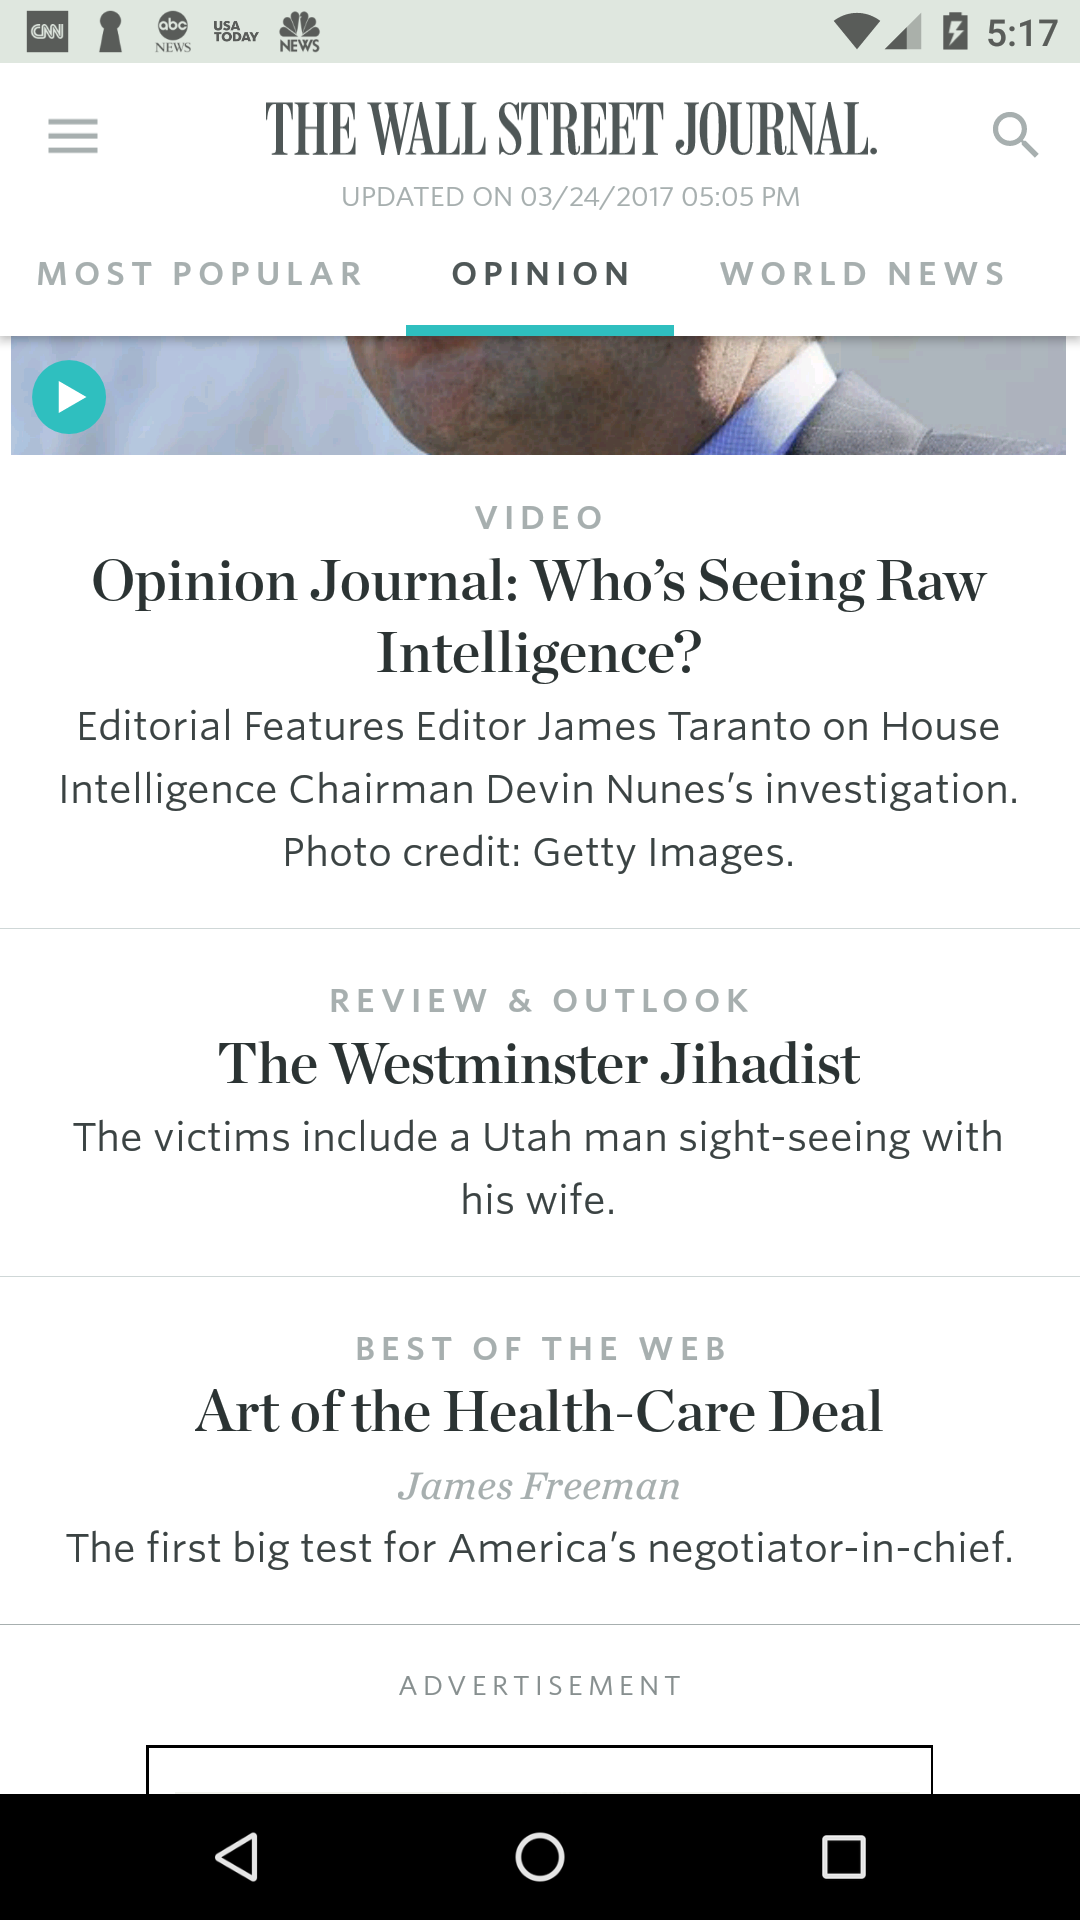 CNN
abc
NEWS
USA
TODAY
NEWS
5:17
THE WALL STREET JOURNAL.
UPDATED ON 03/24/2017 05:05 PM
MOST POPULAR
OPINION
WORLD NEWS
VIDEO
Opinion Journal: Who’s Seeing Raw
Intelligence?
Editorial Features Editor James Taranto on House
Intelligence Chairman Devin Nunes’s investigation.
Photo credit: Getty Images.
REVIEW & OUTLOOK
The Westminster Jihadist
The victims include a Utah man sight-seeing with
his wife.
BEST OF THE WEB
Art of the Health-Care Deal
James Freeman
The first big test for America’s negotiator-in-chief.
ADVERTISEMENT